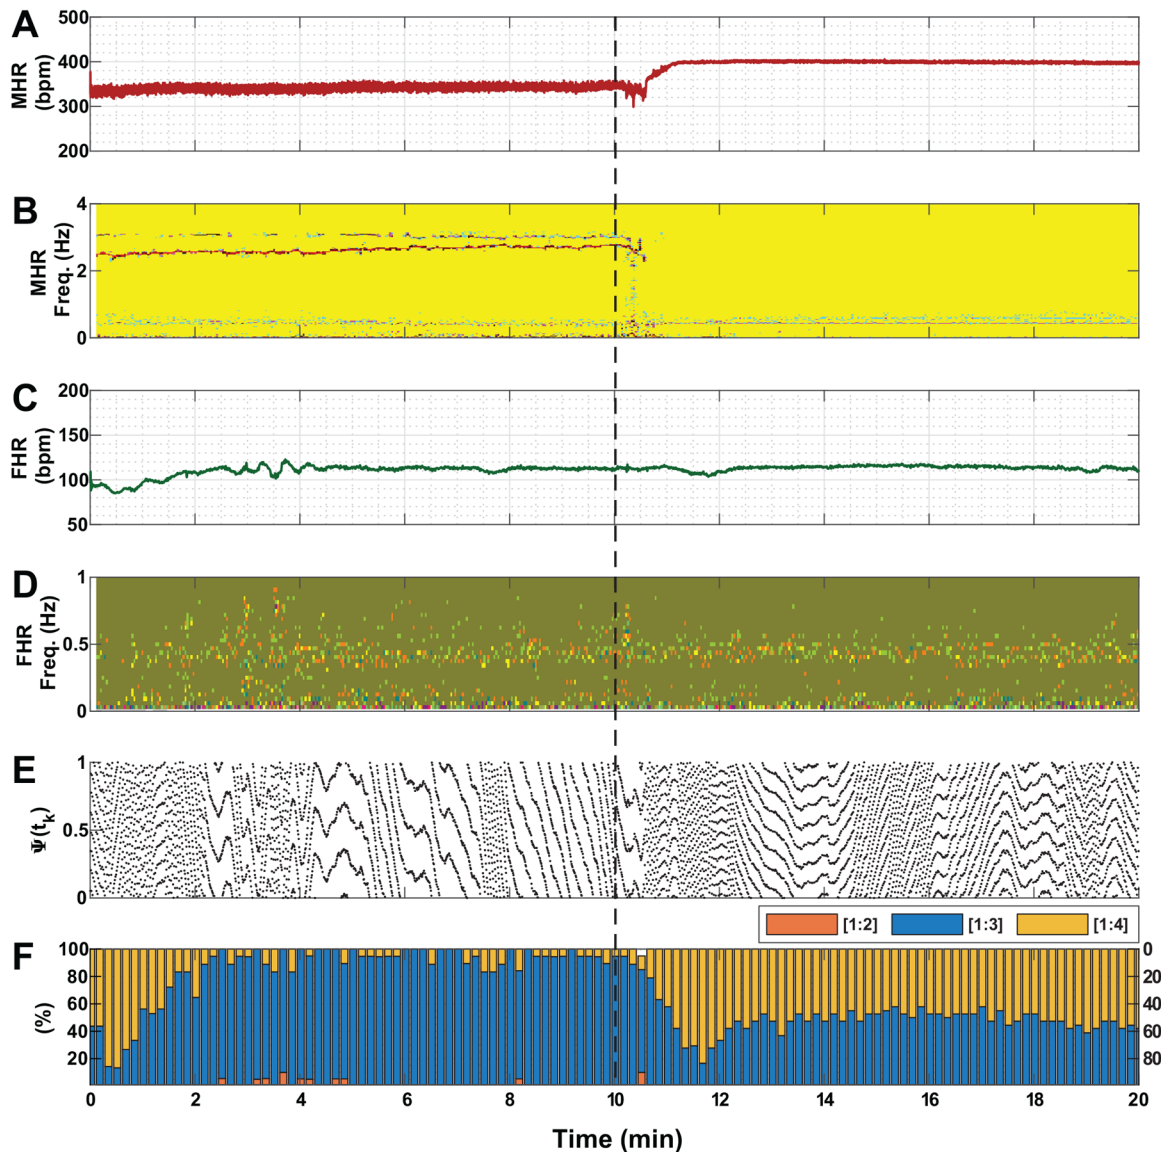 A
MHR
(bpm)
500
400
300
200
B
MHR
Freq. (Hz)
4
2
0
C
FHR
(bpm)
200
150
100
50
D
FHR
Freq. (Hz)
1
0.5
0
E
Ψ(tk)
1
0.5
0
[1:2] [1:3] [1:4]
F
(%)
100
80
60
40
20
0
20
40
60
80
0 2 4 6 8 10 12 14 16 18 20
Time (min)